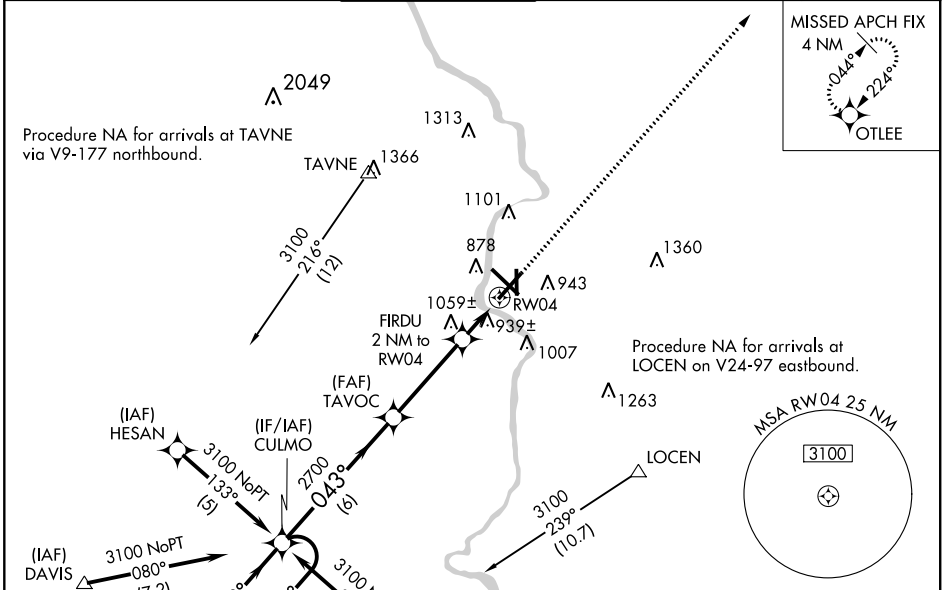 MISSED APCH FIX
4 NM
044°
224°
OTLEE
2049
Procedure NA for arrivals at TAVNE
via V9-177 northbound.
1313
TAVNE
1366
3100
216°
(12)
1101
878
1360
943
RW04
1059±
939±
1007
FIRDU
2 NM to
RW04
Procedure NA for arrivals at
LOCEN on V24-97 eastbound.
1263
(FAF)
TAVOC
MSA RW04 25 NM
3100
(IAF)
HESAN
(IF/IAF)
CULMO
3100 NoPT
133°
(5)
2700
043°
(6)
LOCEN
3100
239°
(10.7)
(IAF)
DAVIS
3100 NoPT
080°
(7.2)
3100